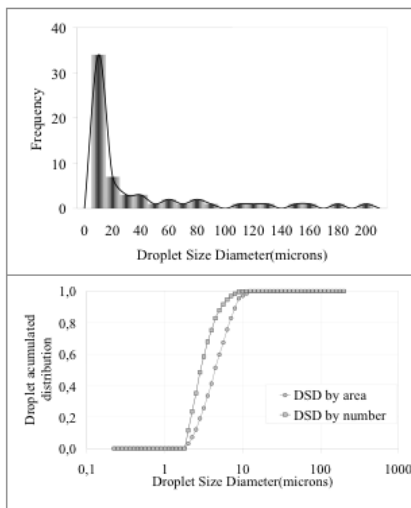 40
30
20
10
0
Frequency
0 20 40 60 80 100 120 140 160 180 200
Droplet Size Diameter(microns)
1,0
0,8
0,6
0,4
0,2
0,0
Droplet acumulated
distribution
DSD by area
DSD by number
0,1 1 10 100 1000
Droplet Size Diameter(microns)